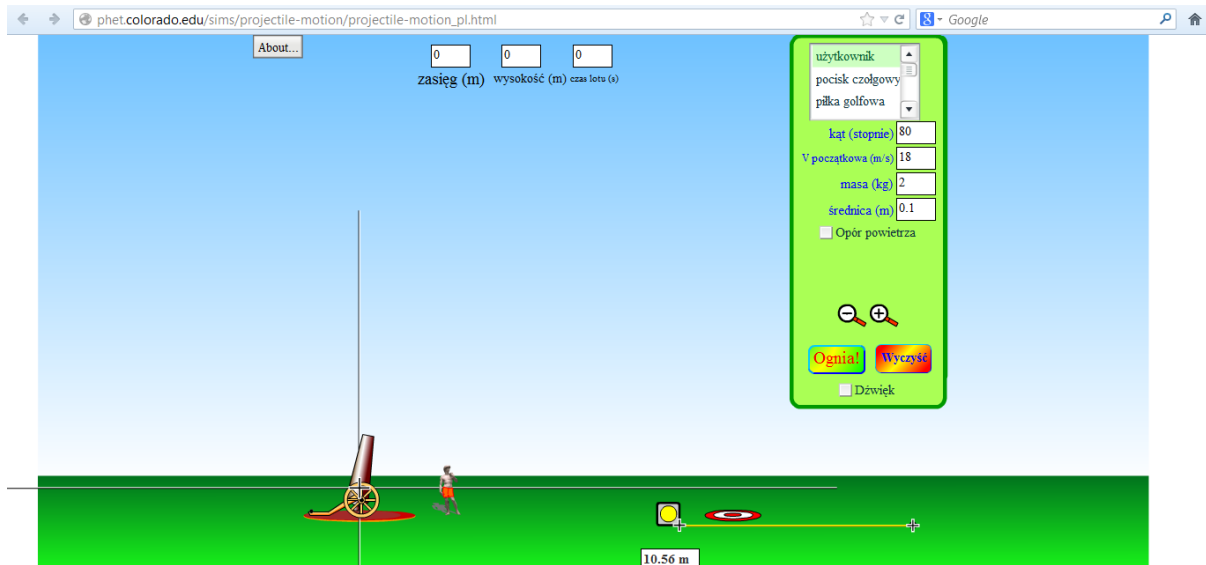 phet.colorado.edu/sims/projectile-motion/projectile-motion_pl.html
8 Google
About...
0 0 0
zasięg (m) wysokość (m) czas lotu (s)
użytkownik
pocisk czołgowy
piłka golfowa
kąt (stopnie) 80
V początkowa (m/s) 18
masa (kg) 2
średnica (m) 0.1
Opór powietrza
Ognia! Wyczyść
Dźwięk
10.56 m